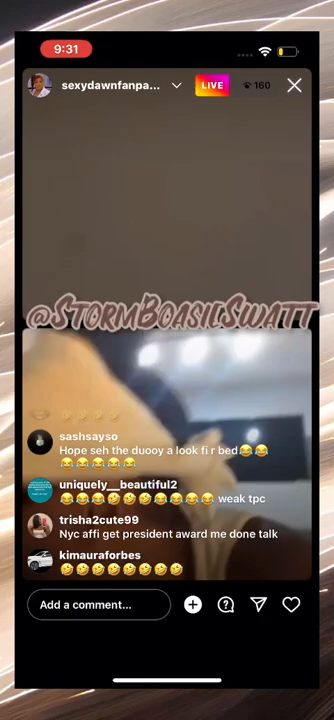 9:31
sexydawnfanpa...
LIVE
160
@STORMBOASILSWATT
sashsayso
Hope seh the duooy a look fi r bed😂😂
😂😂😂😂😂😂
uniquely__beautiful2
😂😂😂🤣🤣🤣😂😂😂😂 weak tpc
trisha2cute99
Nyc affi get president award me done talk
kimauraforbes
🤣🤣🤣🤣🤣🤣🤣🤣
Add a comment...